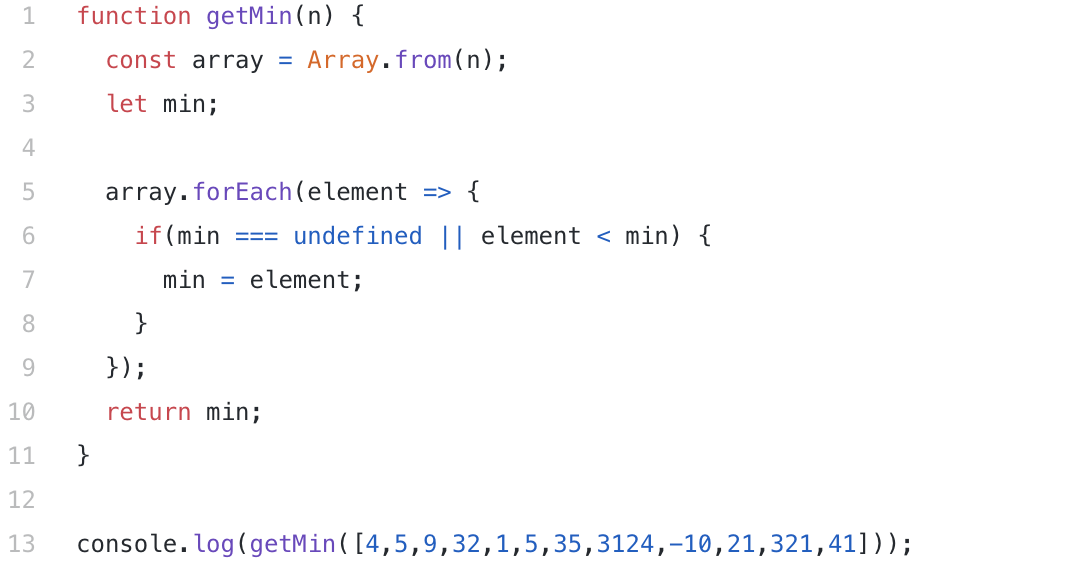 1 function getMin(n) {
2 const array = Array.from(n);
3 let min;
4
5 array.forEach(element => {
6 if(min === undefined || element < min) {
7 min = element;
8 }
9 });
10 return min;
11 }
12
13 console.log(getMin([4,5,9,32,1,5,35,3124,−10,21,321,41]));